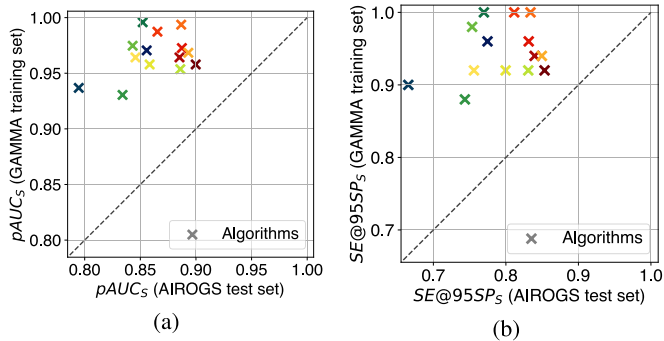 pAUC_S (GAMMA training set)
1.00
0.95
0.90
0.85
0.80
Algorithms
0.80 0.85 0.90 0.95 1.00
pAUC_S (AIROGS test set)
(a)
SE@95SP_S (GAMMA training set)
1.0
0.9
0.8
0.7
Algorithms
0.7 0.8 0.9 1.0
SE@95SP_S (AIROGS test set)
(b)